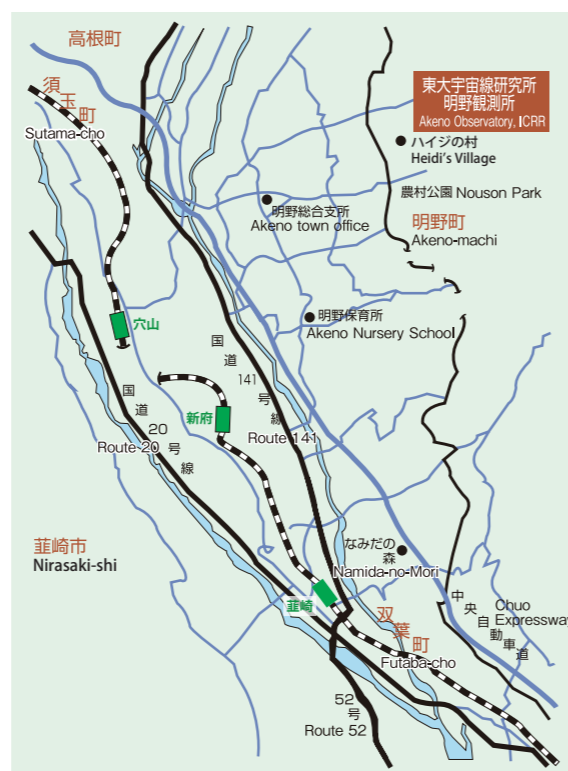 高根町
須玉町
Sutama-cho
東大宇宙線研究所
明野観測所
Akeno Observatory, ICRR
ハイジの村
Heidi's Village
農村公園 Nouson Park
明野総合支所
Akeno town office
明野町
Akeno-machi
明野保育所
Akeno Nursery School
穴山
国道141号線
Route 141
新府
国道20号線
Route 20
韮崎市
Nirasaki-shi
なみだの
森
Namida-no-Mori
韮崎
双葉町
Futaba-cho
中央自動車道
Chuo
Expressway
52
号
Route 52